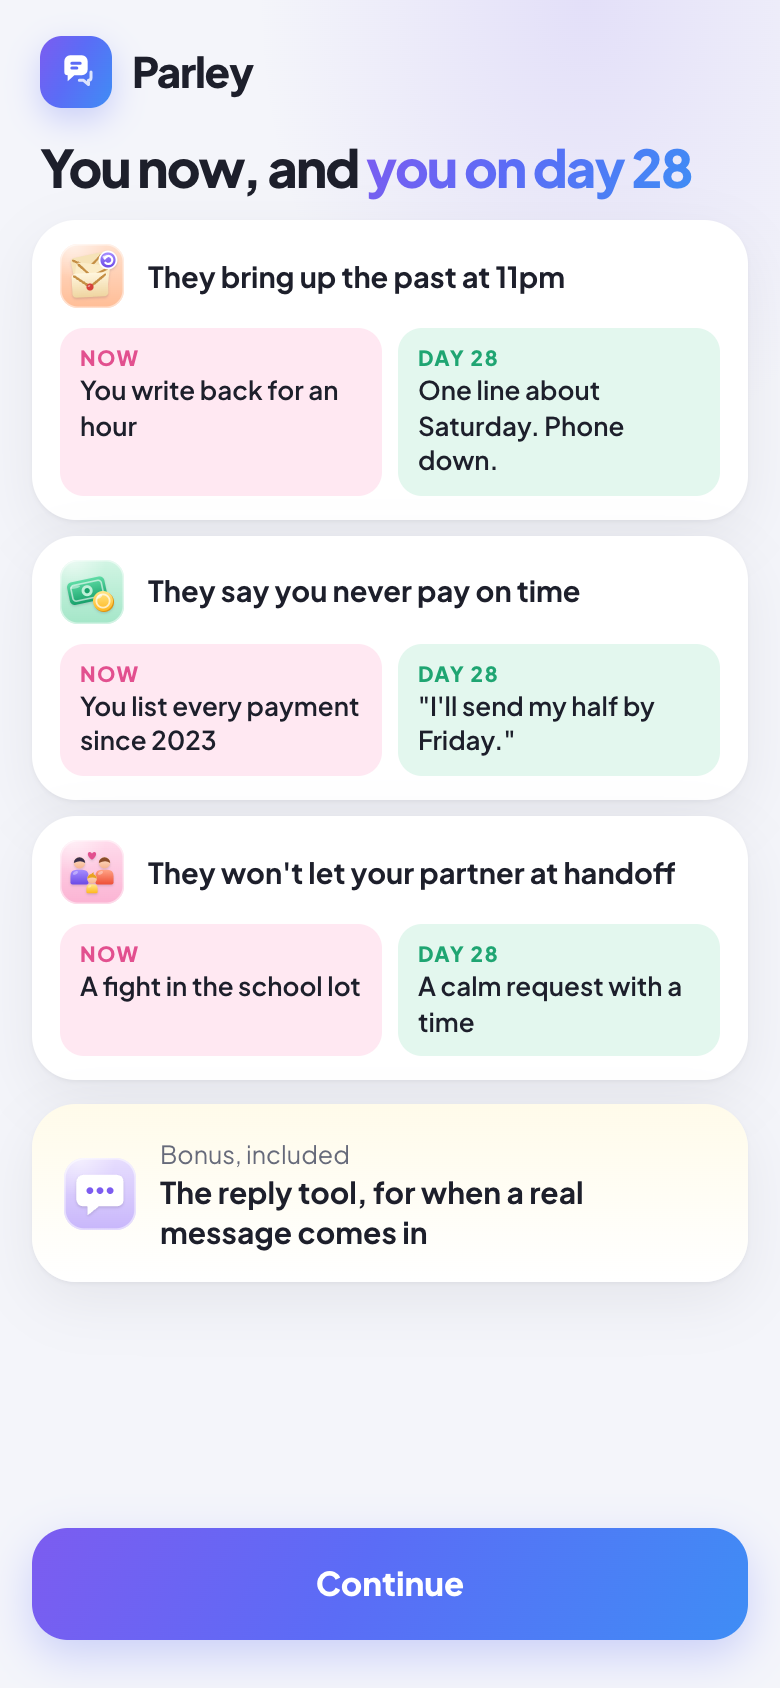 Parley
You now, and you on day 28
They bring up the past at 11pm
NOW
You write back for an
hour
DAY 28
One line about
Saturday. Phone
down.
They say you never pay on time
NOW
You list every payment
since 2023
DAY 28
"I'll send my half by
Friday."
They won't let your partner at handoff
NOW
A fight in the school lot
DAY 28
A calm request with a
time
Bonus, included
The reply tool, for when a real
message comes in
Continue